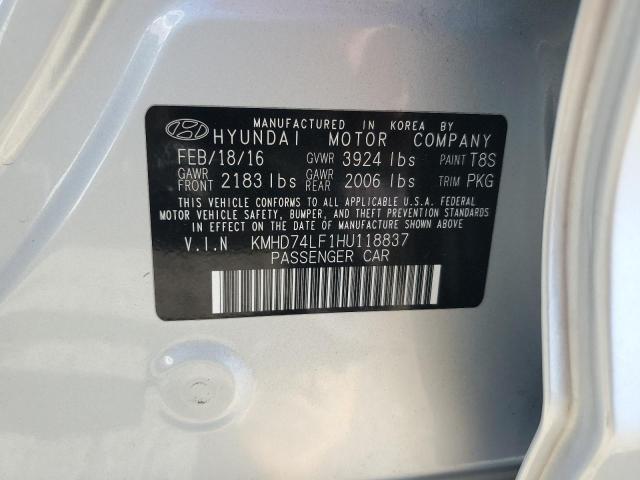 MANUFACTURED IN KOREA BY
HYUNDAI MOTOR COMPANY
FEB/18/16 GVWR 3924 lbs PAINT T8S
GAWR FRONT 2183 lbs GAWR REAR 2006 lbs TRIM PKG
THIS VEHICLE CONFORMS TO ALL APPLICABLE U.S.A. FEDERAL
MOTOR VEHICLE SAFETY, BUMPER, AND THEFT PREVENTION STANDARDS
IN EFFECT ON THE DATE OF MANUFACTURE SHOWN ABOVE.
V.I.N KMHD74LF1HU118837
PASSENGER CAR